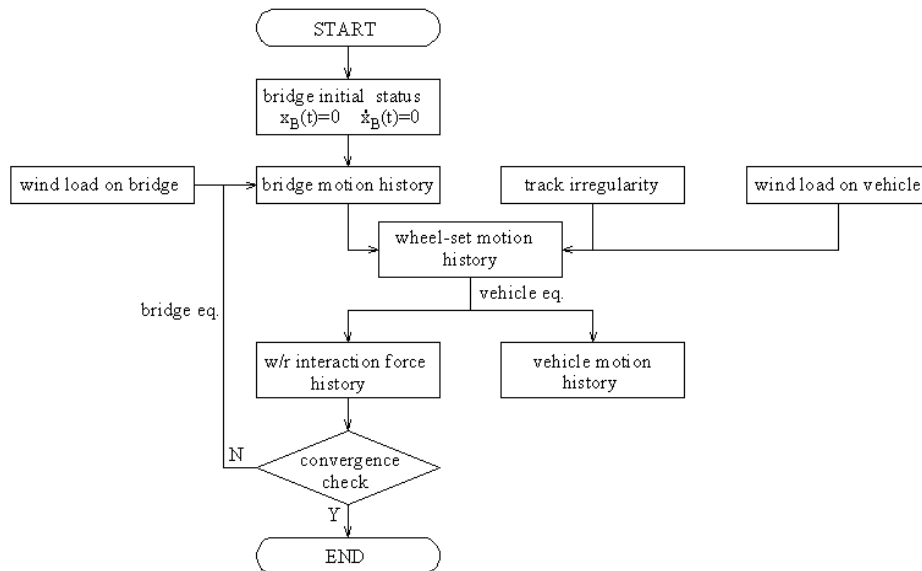 START
bridge initial status
x_B(t)=0 ẋ_B(t)=0
wind load on bridge
bridge motion history
track irregularity
wind load on vehicle
wheel-set motion
history
vehicle eq.
bridge eq.
w/r interaction force
history
vehicle motion
history
N
convergence
check
Y
END